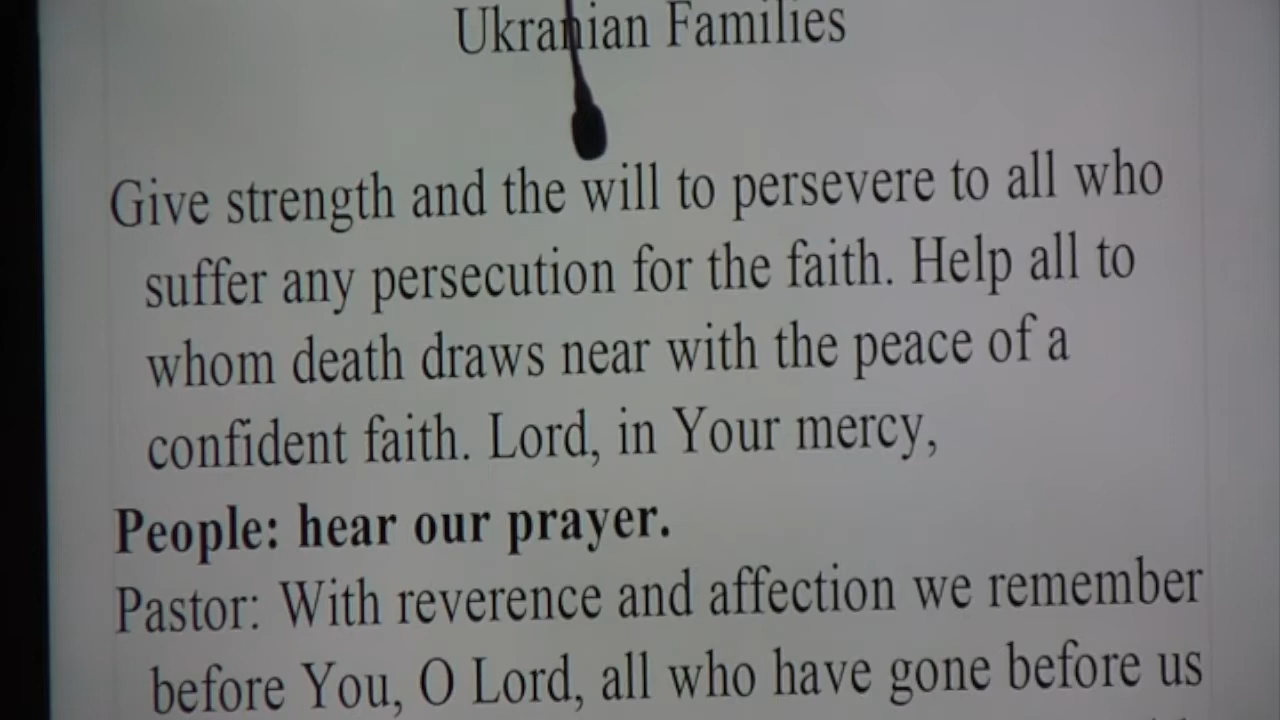 Ukranian Families
Give strength and the will to persevere to all who
suffer any persecution for the faith. Help all to
whom death draws near with the peace of a
confident faith. Lord, in Your mercy,
People: hear our prayer.
Pastor: With reverence and affection we remember
before You, O Lord, all who have gone before us